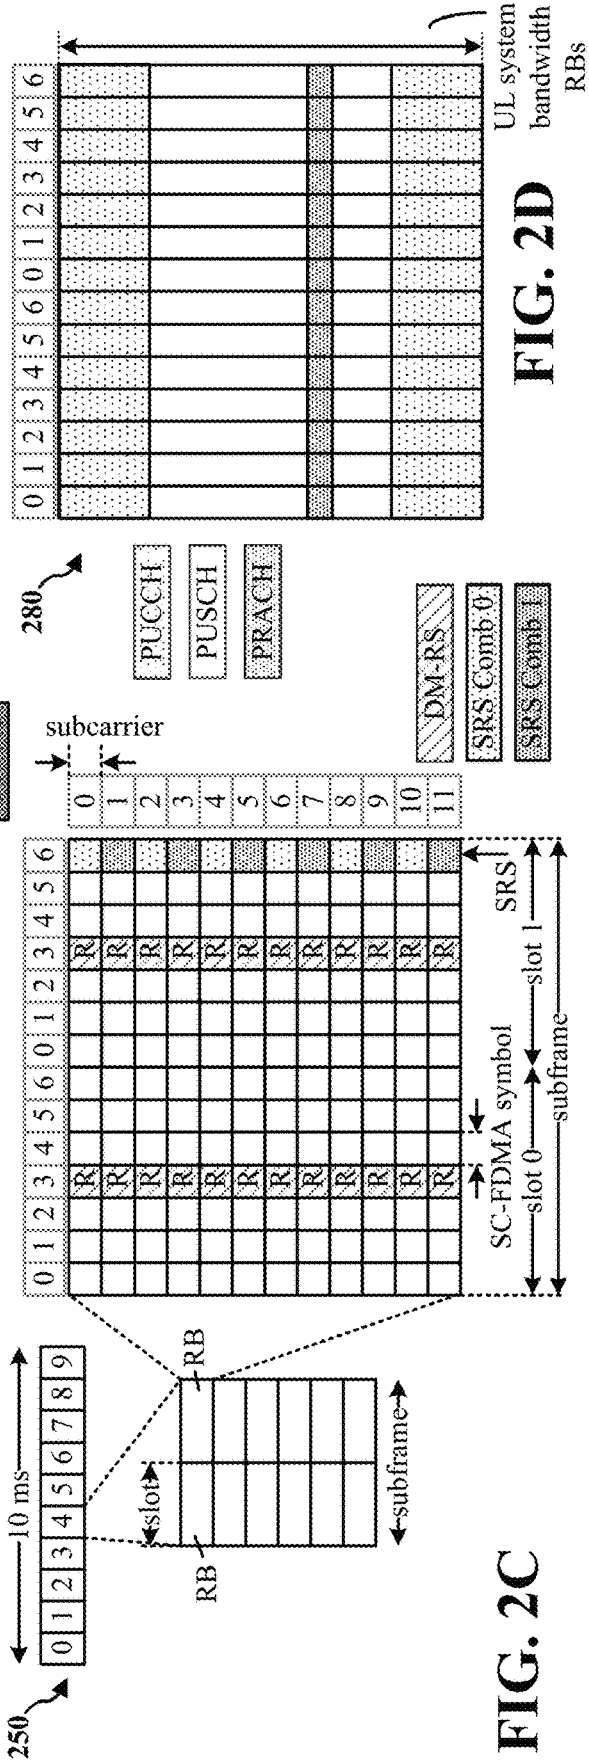 250
10 ms
0 1 2 3 4 5 6 7 8 9
slot
RB
RB
subframe
FIG. 2C
0 1 2 3 4 5 6 0 1 2 3 4 5 6
subcarrier
R R 0
R R 1
R R 2
R R 3
R R 4
R R 5
R R 6
R R 7
R R 8
R R 9
R R 10
R R 11
SC-FDMA symbol
SRS
slot 0
slot 1
subframe
DM-RS
SRS Comb 0
SRS Comb 1
280
PUCCH
PUSCH
PRACH
0 1 2 3 4 5 6 0 1 2 3 4 5 6
UL system
bandwidth
RBs
FIG. 2D